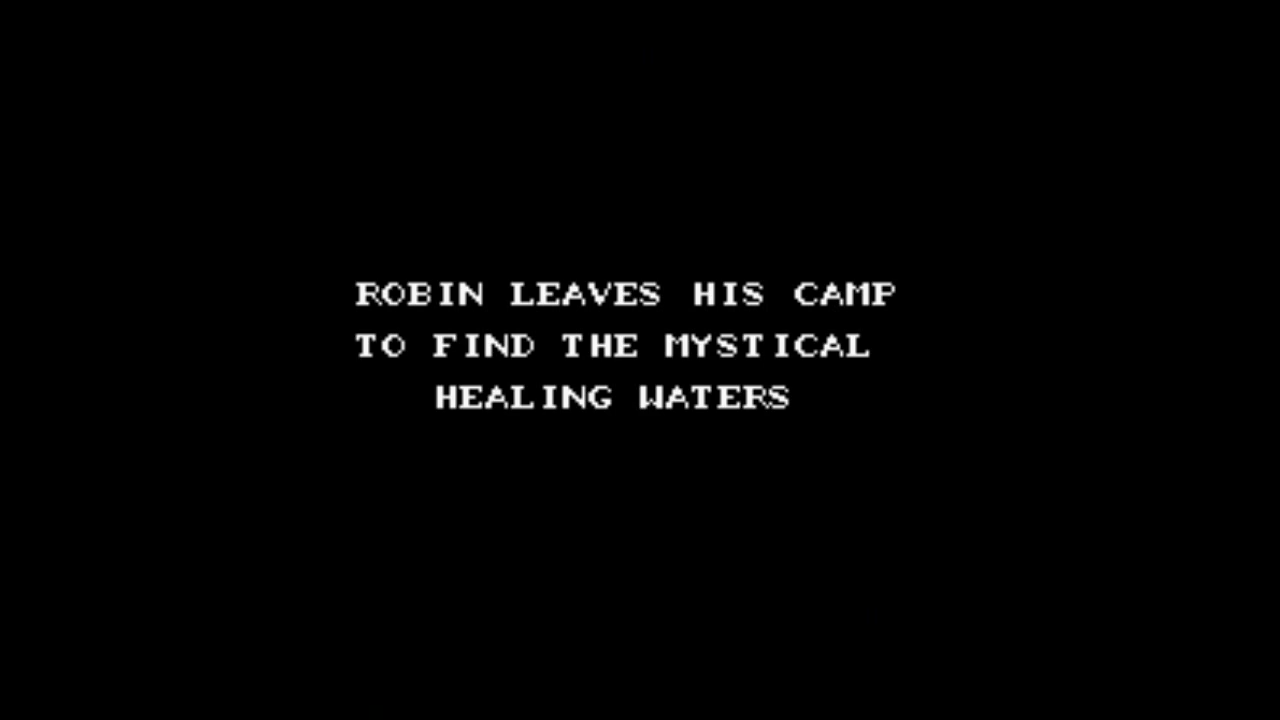 ROBIN LEAVES HIS CAMP
TO FIND THE MYSTICAL
HEALING WATERS